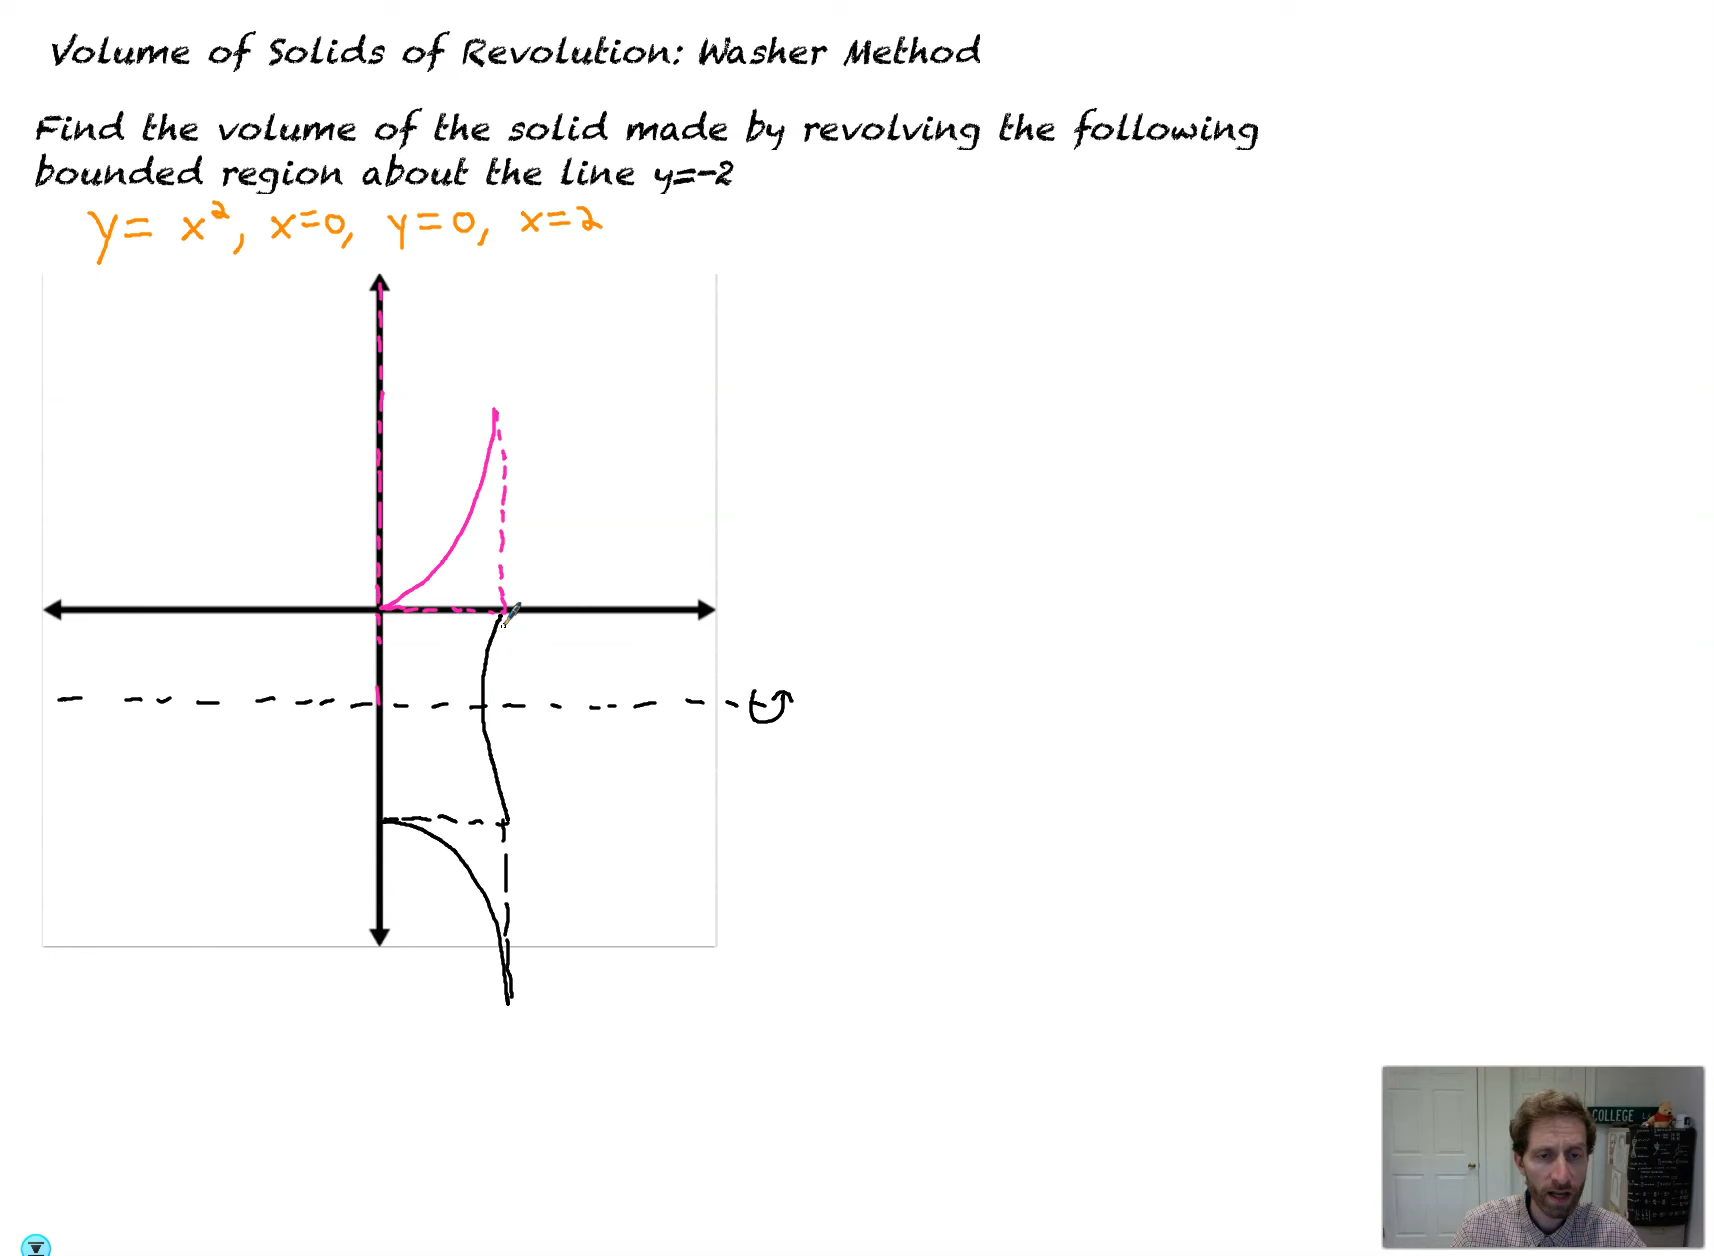 Volume of Solids of Revolution: Washer Method
Find the volume of the solid made by revolving the following
bounded region about the line y=-2
y= x², x=0, y=0, x=2
COLLEGE